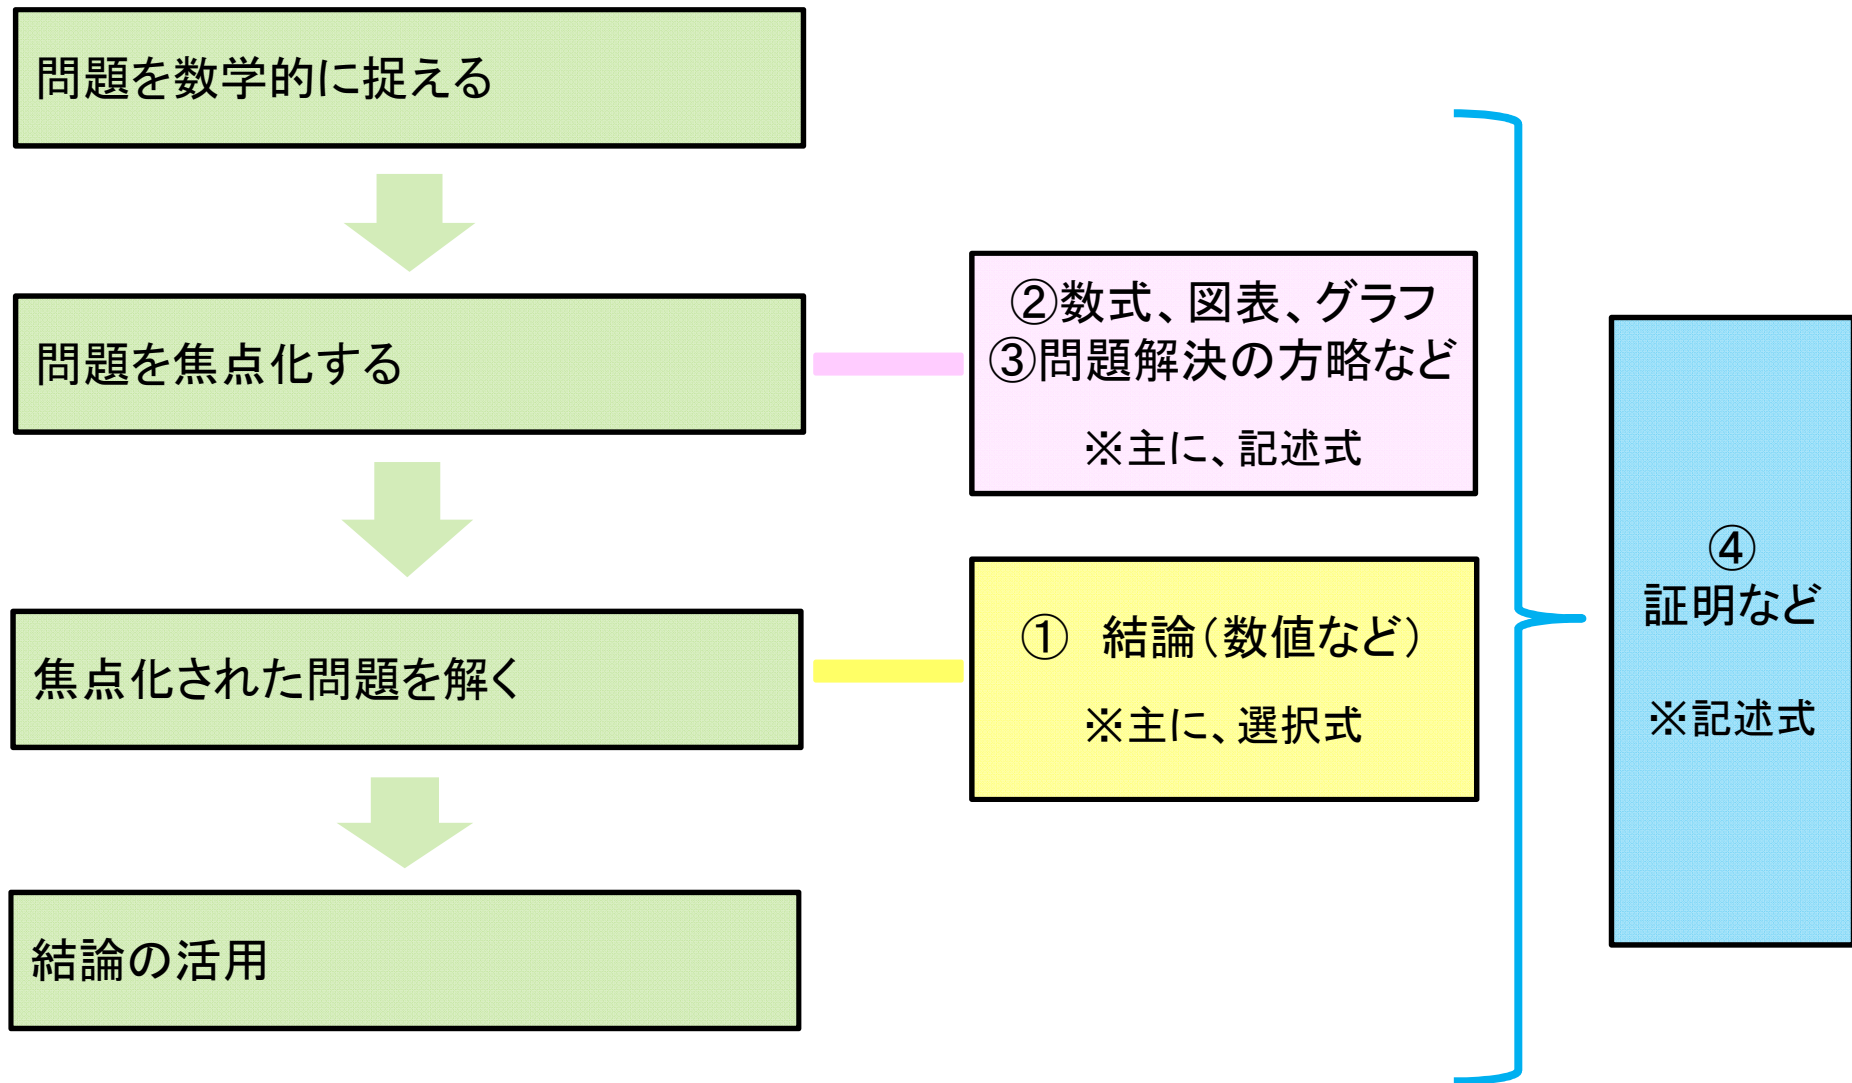 問題を数学的に捉える
問題を焦点化する
②数式、図表、グラフ
③問題解決の方略など
※主に、記述式
焦点化された問題を解く
① 結論(数値など)
※主に、選択式
結論の活用
④
証明など
※記述式